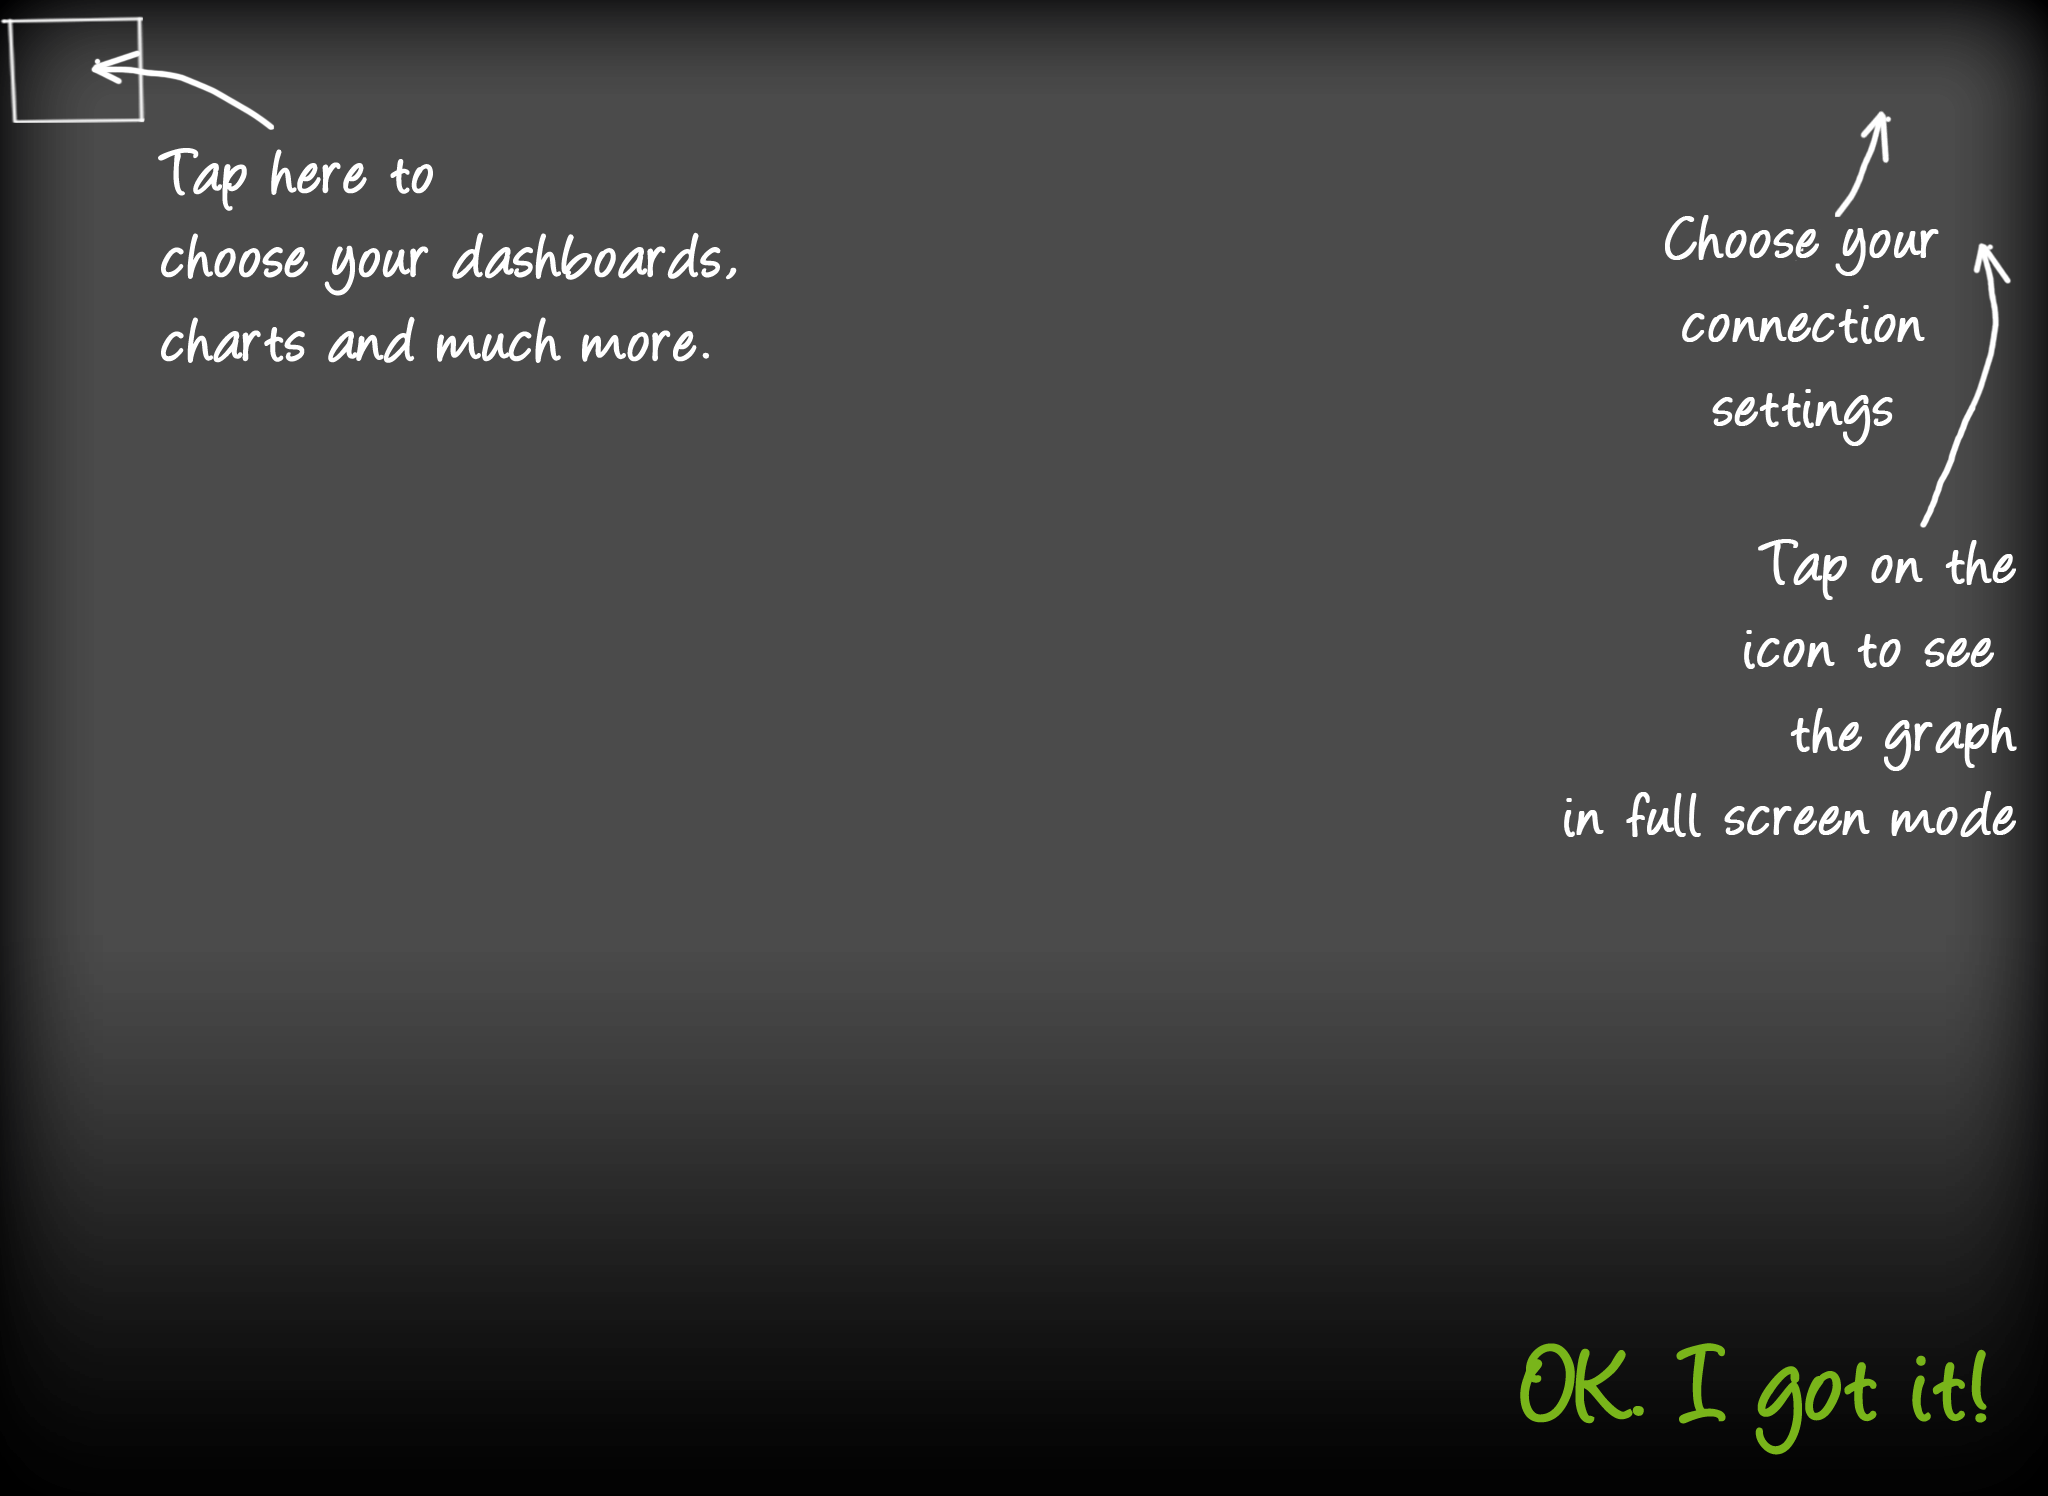 Tap here to
choose your dashboards,
charts and much more.
Choose your
connection
settings
Tap on the
icon to see
the graph
in full screen mode
OK. I got it!